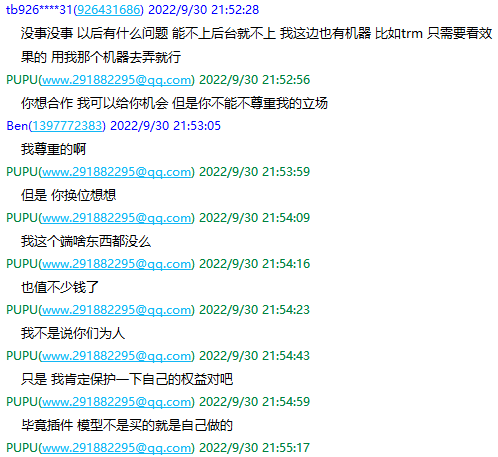 tb926****31(926431686) 2022/9/30 21:52:28
没事没事 以后有什么问题 能不上后台就不上 我这边也有机器 比如trm 只需要看效
果的 用我那个机器去弄就行
PUPU(www.291882295@qq.com) 2022/9/30 21:52:56
你想合作 我可以给你机会 但是你不能不尊重我的立场
Ben(1397772383) 2022/9/30 21:53:05
我尊重的啊
PUPU(www.291882295@qq.com) 2022/9/30 21:53:59
但是 你换位想想
PUPU(www.291882295@qq.com) 2022/9/30 21:54:09
我这个端啥东西都没么
PUPU(www.291882295@qq.com) 2022/9/30 21:54:16
也值不少钱了
PUPU(www.291882295@qq.com) 2022/9/30 21:54:23
我不是说你们为人
PUPU(www.291882295@qq.com) 2022/9/30 21:54:43
只是 我肯定保护一下自己的权益对吧
PUPU(www.291882295@qq.com) 2022/9/30 21:54:59
毕竟插件 模型不是买的就是自己做的
PUPU(www.291882295@qq.com) 2022/9/30 21:55:17